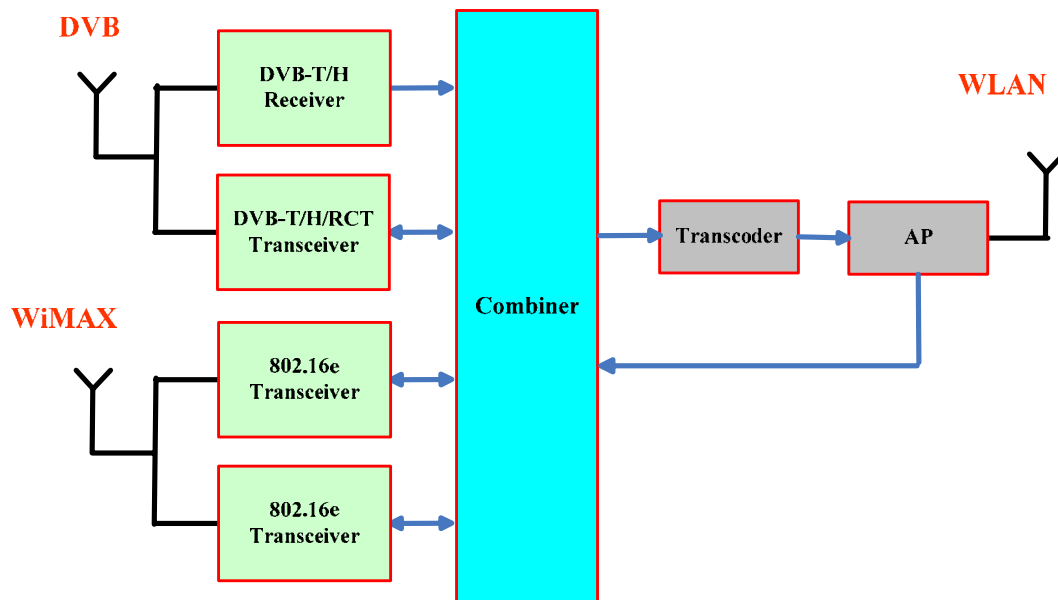 DVB
DVB-T/H
Receiver
WLAN
DVB-T/H/RCT
Transceiver
Transcoder
AP
Combiner
WiMAX
802.16e
Transceiver
802.16e
Transceiver